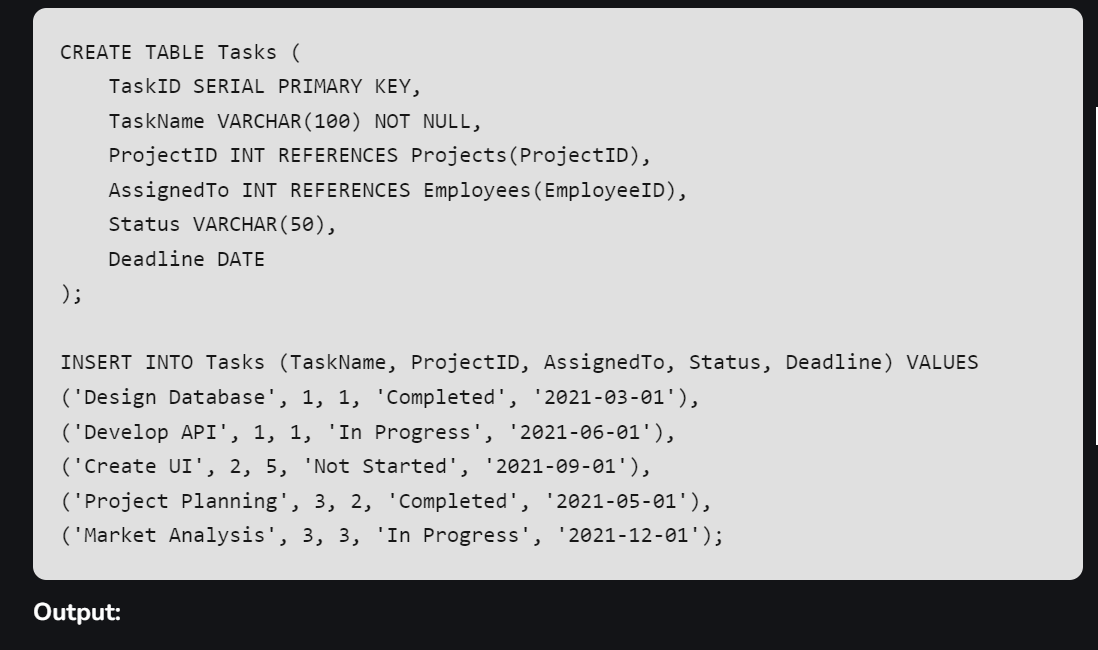 CREATE TABLE Tasks (
    TaskID SERIAL PRIMARY KEY,
    TaskName VARCHAR(100) NOT NULL,
    ProjectID INT REFERENCES Projects(ProjectID),
    AssignedTo INT REFERENCES Employees(EmployeeID),
    Status VARCHAR(50),
    Deadline DATE
);

INSERT INTO Tasks (TaskName, ProjectID, AssignedTo, Status, Deadline) VALUES
('Design Database', 1, 1, 'Completed', '2021-03-01'),
('Develop API', 1, 1, 'In Progress', '2021-06-01'),
('Create UI', 2, 5, 'Not Started', '2021-09-01'),
('Project Planning', 3, 2, 'Completed', '2021-05-01'),
('Market Analysis', 3, 3, 'In Progress', '2021-12-01');
Output: